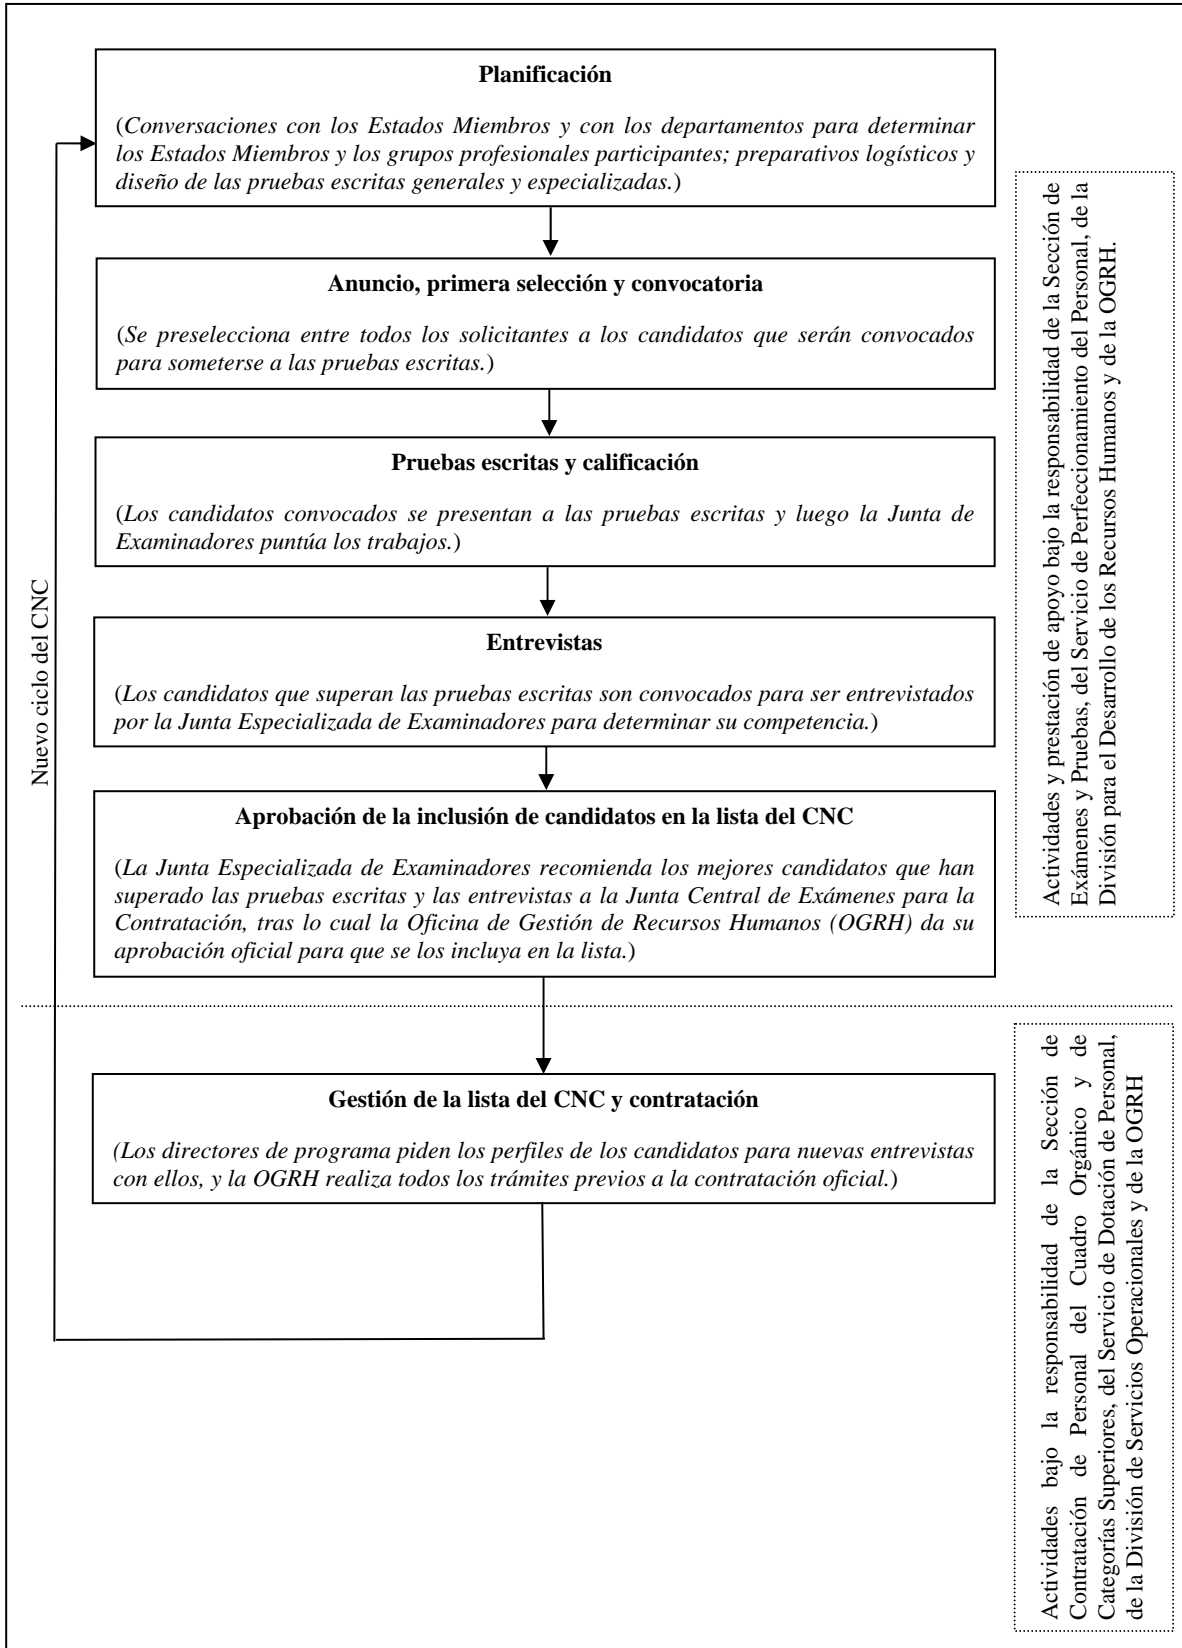 Planificación
(Conversaciones con los Estados Miembros y con los departamentos para determinar
los Estados Miembros y los grupos profesionales participantes; preparativos logísticos y
diseño de las pruebas escritas generales y especializadas.)
Anuncio, primera selección y convocatoria
(Se preselecciona entre todos los solicitantes a los candidatos que serán convocados
para someterse a las pruebas escritas.)
Pruebas escritas y calificación
(Los candidatos convocados se presentan a las pruebas escritas y luego la Junta de
Examinadores puntúa los trabajos.)
Entrevistas
(Los candidatos que superan las pruebas escritas son convocados para ser entrevistados
por la Junta Especializada de Examinadores para determinar su competencia.)
Aprobación de la inclusión de candidatos en la lista del CNC
(La Junta Especializada de Examinadores recomienda los mejores candidatos que han
superado las pruebas escritas y las entrevistas a la Junta Central de Exámenes para la
Contratación, tras lo cual la Oficina de Gestión de Recursos Humanos (OGRH) da su
aprobación oficial para que se los incluya en la lista.)
Gestión de la lista del CNC y contratación
(Los directores de programa piden los perfiles de los candidatos para nuevas entrevistas
con ellos, y la OGRH realiza todos los trámites previos a la contratación oficial.)
Nuevo ciclo del CNC
Actividades y prestación de apoyo bajo la responsabilidad de la Sección de
Exámenes y Pruebas, del Servicio de Perfeccionamiento del Personal, de la
División para el Desarrollo de los Recursos Humanos y de la OGRH.
Actividades bajo la responsabilidad de la Sección de
Contratación de Personal del Cuadro Orgánico y de
Categorías Superiores, del Servicio de Dotación de Personal,
de la División de Servicios Operacionales y de la OGRH